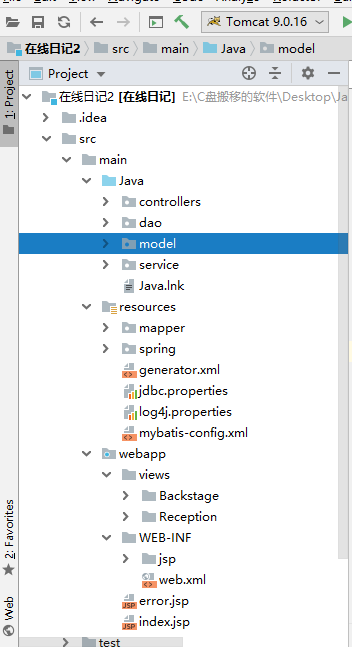 Tomcat 9.0.16
在线日记2 src main Java model
Project
在线日记2 [在线日记] E:\C盘搬移的软件\Desktop\Ja
.idea
src
main
Java
controllers
dao
model
service
Java.lnk
resources
mapper
spring
generator.xml
jdbc.properties
log4j.properties
mybatis-config.xml
webapp
views
Backstage
Reception
WEB-INF
jsp
web.xml
error.jsp
index.jsp
test
1: Project
2: Favorites
Web